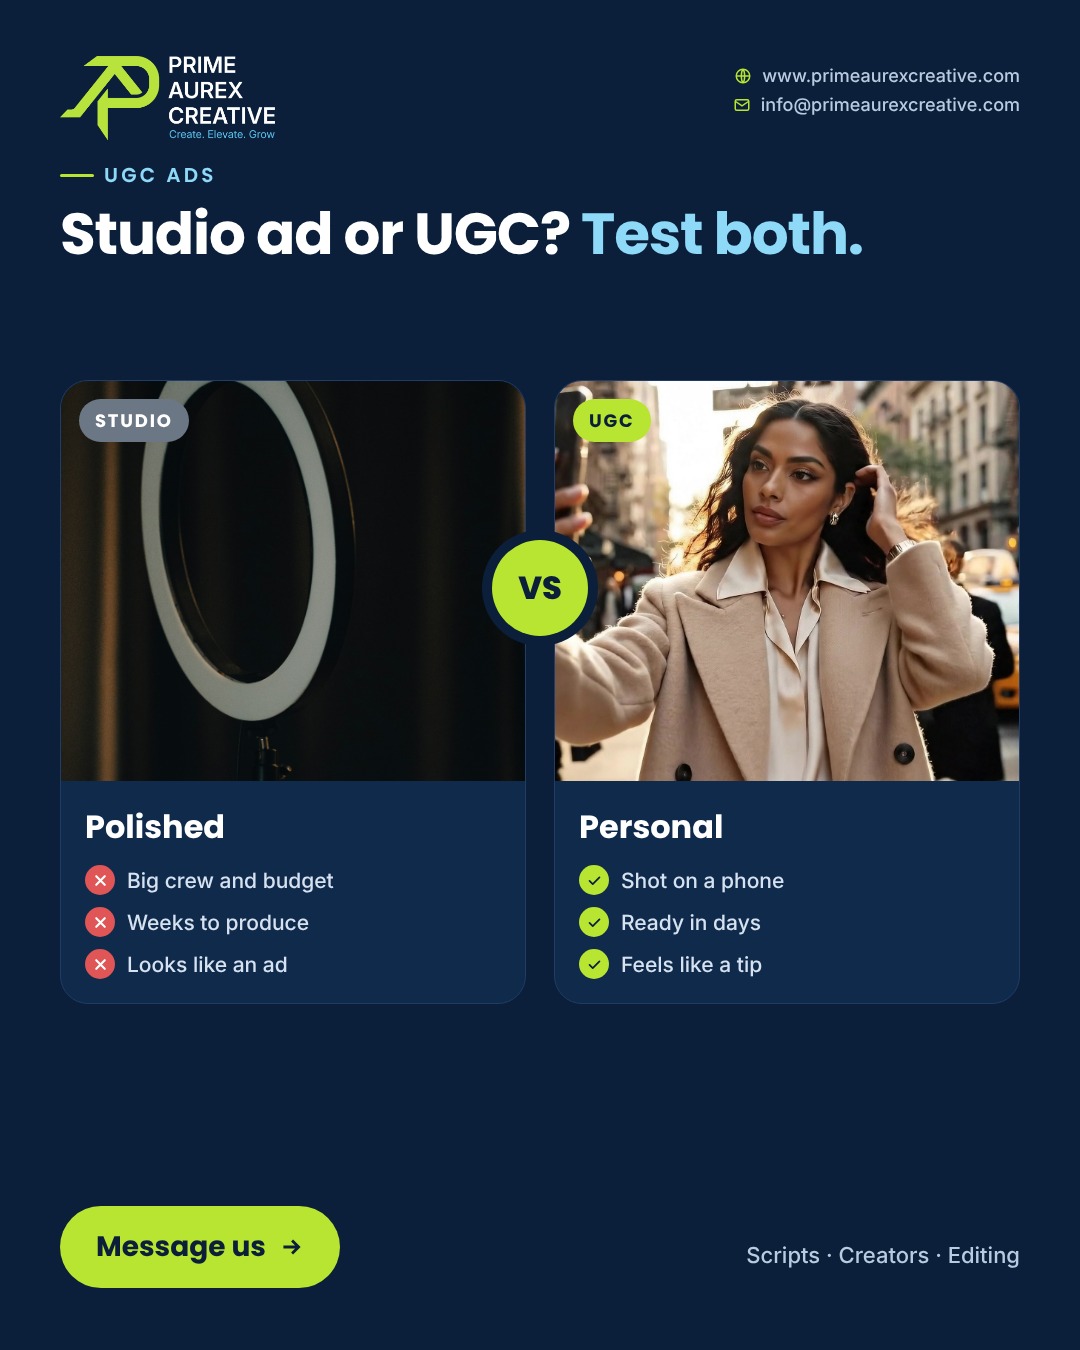 PRIME
AUREX
CREATIVE
Create. Elevate. Grow
www.primeaurexcreative.com
info@primeaurexcreative.com
UGC ADS
Studio ad or UGC? Test both.
STUDIO
UGC
VS
Polished
Big crew and budget
Weeks to produce
Looks like an ad
Personal
Shot on a phone
Ready in days
Feels like a tip
Message us →
Scripts · Creators · Editing